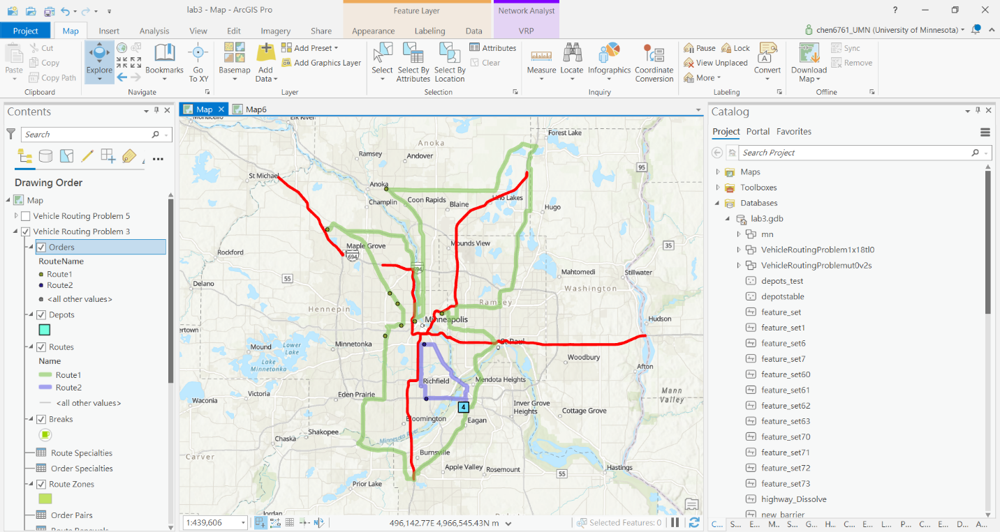 lab3 - Map - ArcGIS Pro
Feature Layer
Network Analyst
?
Project
Map
Insert
Analysis
View
Edit
Imagery
Share
Appearance
Labeling
Data
VRP
chen6761_UMN (University of Minnesota)
Paste
Cut
Copy
Copy Path
Clipboard
Explore
Bookmarks
Go
To XY
Navigate
Basemap
Add
Data
Add Preset
Add Graphics Layer
Layer
Select
Select By
Attributes
Select By
Location
Attributes
Clear
Selection
Measure
Locate
Infographics
Coordinate
Conversion
Inquiry
Pause
Lock
View Unplaced
More
Convert
Labeling
Download
Map
Sync
Remove
Offline
Contents
Search
Drawing Order
Map
Vehicle Routing Problem 5
Vehicle Routing Problem 3
Orders
RouteName
Route1
Route2
<all other values>
Depots
Routes
Name
Route1
Route2
<all other values>
Breaks
Route Specialties
Order Specialties
Route Zones
Order Pairs
Route Renewals
Map
Map6
Monticello
Elk River
Forest Lake
Anoka
Ramsey
Andover
95
St Michael
Anoka
Champlin
Coon Rapids
Blaine
Lino Lakes
Hugo
Maple Grove
694
Mounds View
35
Rockford
694
Mahtomedi
Stillwater
55
Delano
Washington
Hennepin
Ramsey
Minneapolis
Hudson
Minnetonka
Mound
Lower
Lake
Lake
Minnetonka
St Paul
Woodbury
Afton
Richfield
Mendota Heights
Victoria
Eden Prairie
Waconia
4
Inver Grove
Heights
Cottage Grove
Mann
Valley
Bloomington
Eagan
Shakopee
Chaska
Minnesota River
Carver
Burnsville
Apple Valley
Rosemount
55
Hastings
Prior Lake
Jordan
1:439,606
496,142.77E 4,966,545.43N m
Selected Features: 0
Catalog
Project
Portal
Favorites
Search Project
Maps
Toolboxes
Databases
lab3.gdb
mn
VehicleRoutingProblem1x18tl0
VehicleRoutingProblemut0v2s
depots_test
depotstable
feature_set
feature_set1
feature_set6
feature_set7
feature_set60
feature_set61
feature_set62
feature_set63
feature_set70
feature_set71
feature_set72
feature_set73
highway_Dissolve
new_barrier
C...
S...
E...
M...
S...
G...
H...
C...
E...
L...
P...
C...
E...
D...
A...